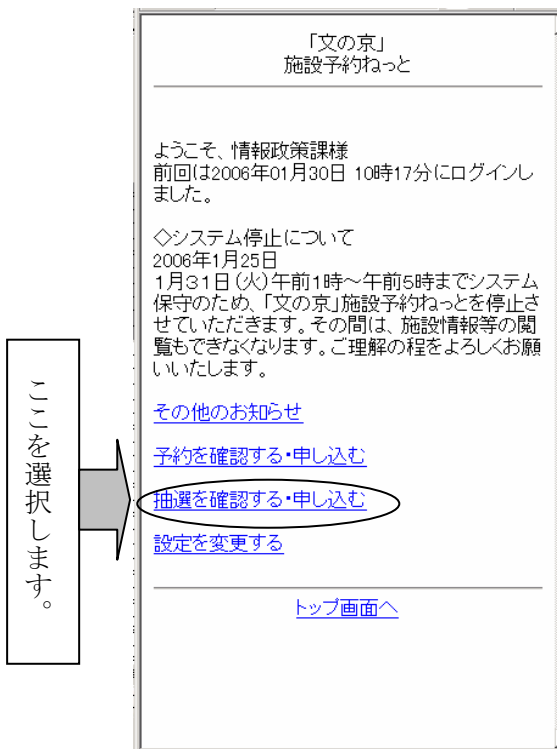 「文の京」
施設予約ねっと
ようこそ、情報政策課様
前回は2006年01月30日 10時17分にログインし
ました。
◇システム停止について
2006年1月25日
1月31日(火)午前1時～午前5時までシステム
保守のため、「文の京」施設予約ねっとを停止さ
せていただきます。その間は、施設情報等の閲
覧もできなくなります。ご理解の程をよろしくお願
いいたします。
その他のお知らせ
予約を確認する・申し込む
ここを選択します。
抽選を確認する・申し込む
設定を変更する
トップ画面へ